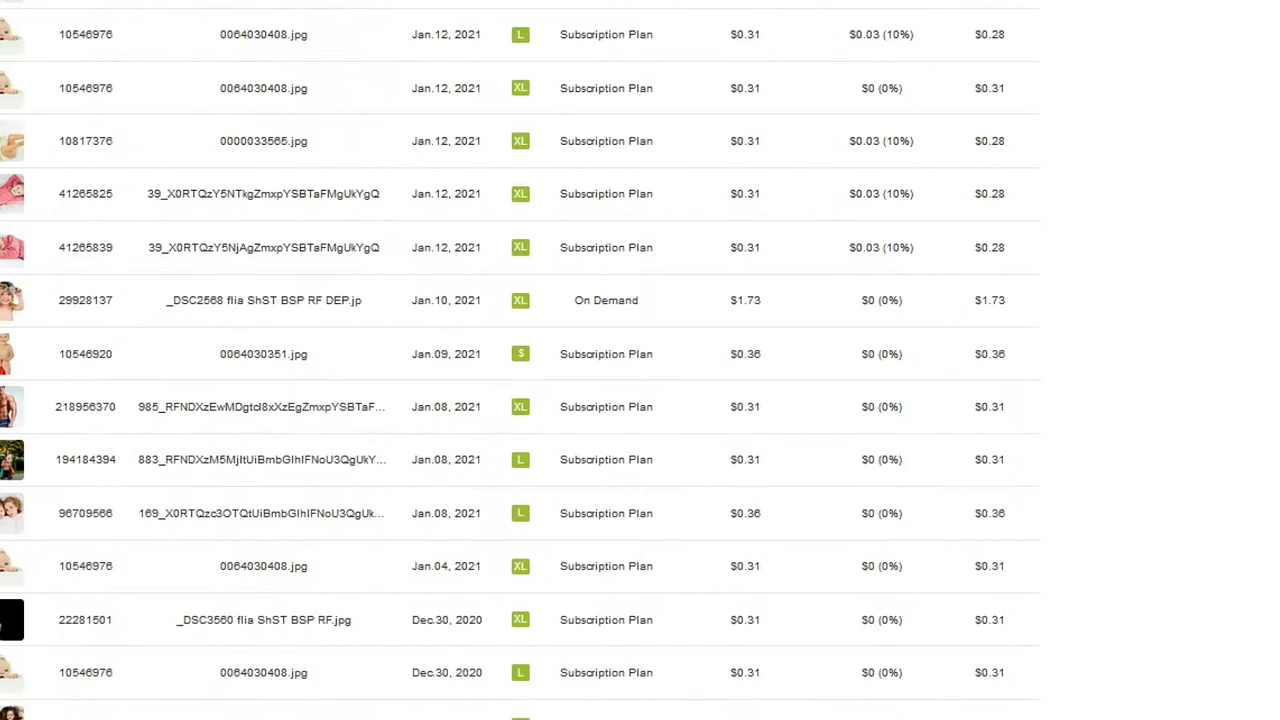 10546976 0064030408.jpg Jan.12, 2021 L Subscription Plan $0.31 $0.03 (10%) $0.28
10546976 0064030408.jpg Jan.12, 2021 XL Subscription Plan $0.31 $0 (0%) $0.31
10817376 0000033565.jpg Jan.12, 2021 XL Subscription Plan $0.31 $0.03 (10%) $0.28
41265825 39_X0RTQzY5NTkgZmxpYSBTaFMgUkYgQ Jan.12, 2021 XL Subscription Plan $0.31 $0.03 (10%) $0.28
41265839 39_X0RTQzY5NjAgZmxpYSBTaFMgUkYgQ Jan.12, 2021 XL Subscription Plan $0.31 $0.03 (10%) $0.28
29928137 _DSC2568 flia ShST BSP RF DEP.jp Jan.10, 2021 XL On Demand $1.73 $0 (0%) $1.73
10546920 0064030351.jpg Jan.09, 2021 S Subscription Plan $0.36 $0 (0%) $0.36
218956370 985_RFNDXzEwMDgtcl8xXzEgZmxpYSBTaF... Jan.08, 2021 XL Subscription Plan $0.31 $0 (0%) $0.31
194184394 883_RFNDXzM5MjItUiBmbGlhIFNoU3QgUkY... Jan.08, 2021 L Subscription Plan $0.31 $0 (0%) $0.31
96709566 169_X0RTQzc3OTQtUiBmbGlhIFNoU3QgUk... Jan.08, 2021 L Subscription Plan $0.36 $0 (0%) $0.36
10546976 0064030408.jpg Jan.04, 2021 XL Subscription Plan $0.31 $0 (0%) $0.31
22281501 _DSC3560 flia ShST BSP RF.jpg Dec.30, 2020 XL Subscription Plan $0.31 $0 (0%) $0.31
10546976 0064030408.jpg Dec.30, 2020 L Subscription Plan $0.31 $0 (0%) $0.31